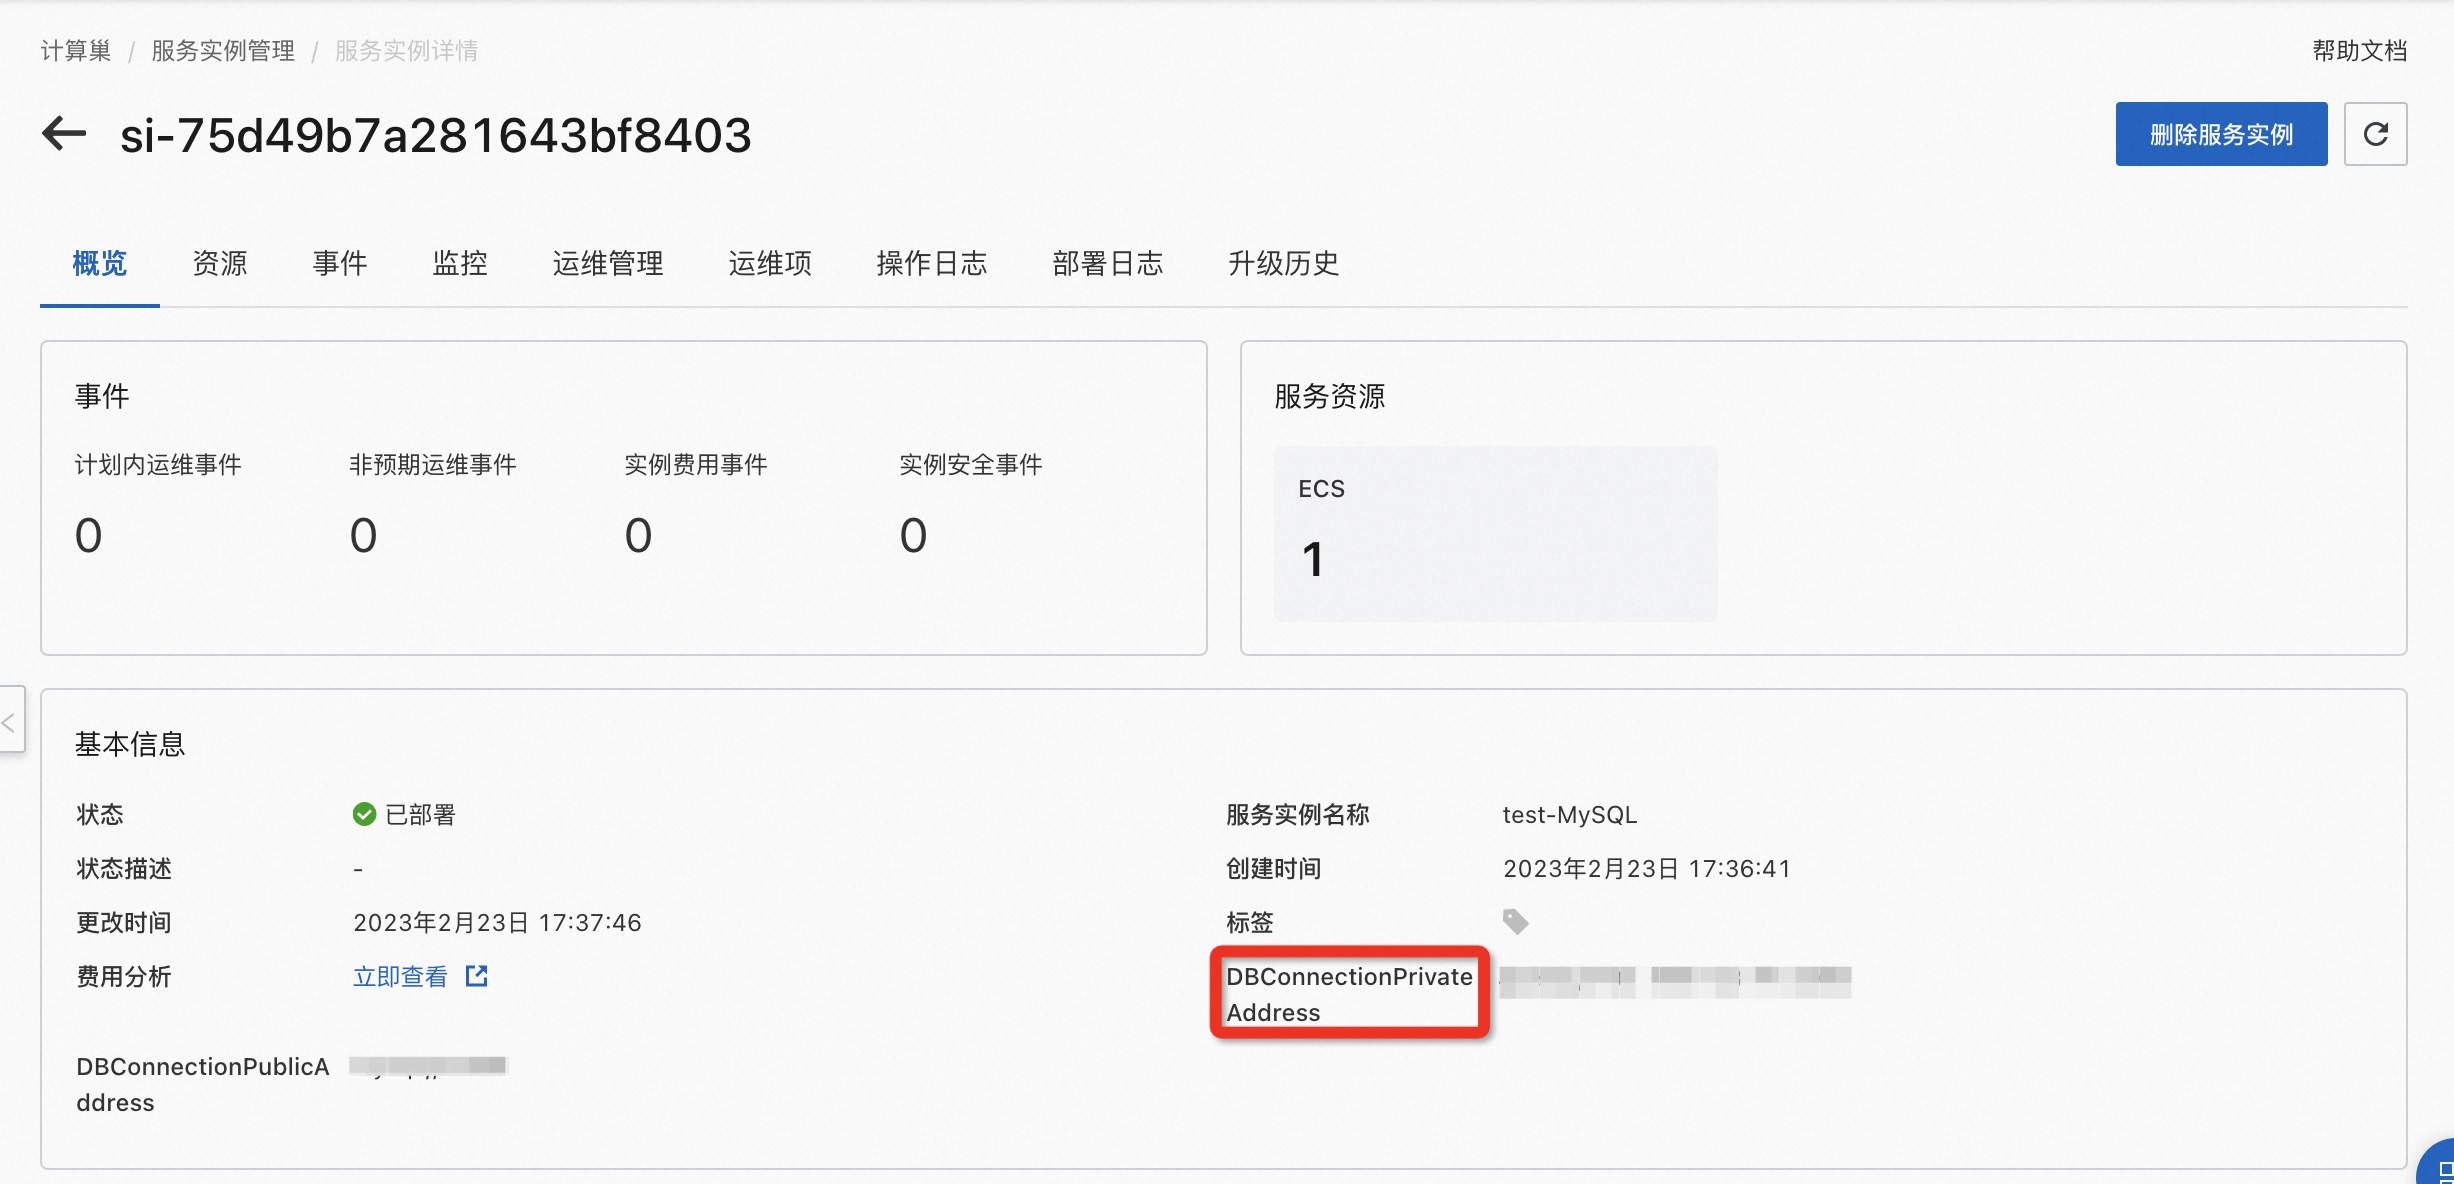 计算巢 / 服务实例管理 / 服务实例详情
帮助文档
si-75d49b7a281643bf8403
删除服务实例
概览 资源 事件 监控 运维管理 运维项 操作日志 部署日志 升级历史
事件
计划内运维事件 非预期运维事件 实例费用事件 实例安全事件
0 0 0 0
服务资源
ECS
1
基本信息
状态 已部署
服务实例名称 test-MySQL
状态描述 -
创建时间 2023年2月23日 17:36:41
更改时间 2023年2月23日 17:37:46
标签
费用分析 立即查看
DBConnectionPrivate
Address
DBConnectionPublicA
ddress